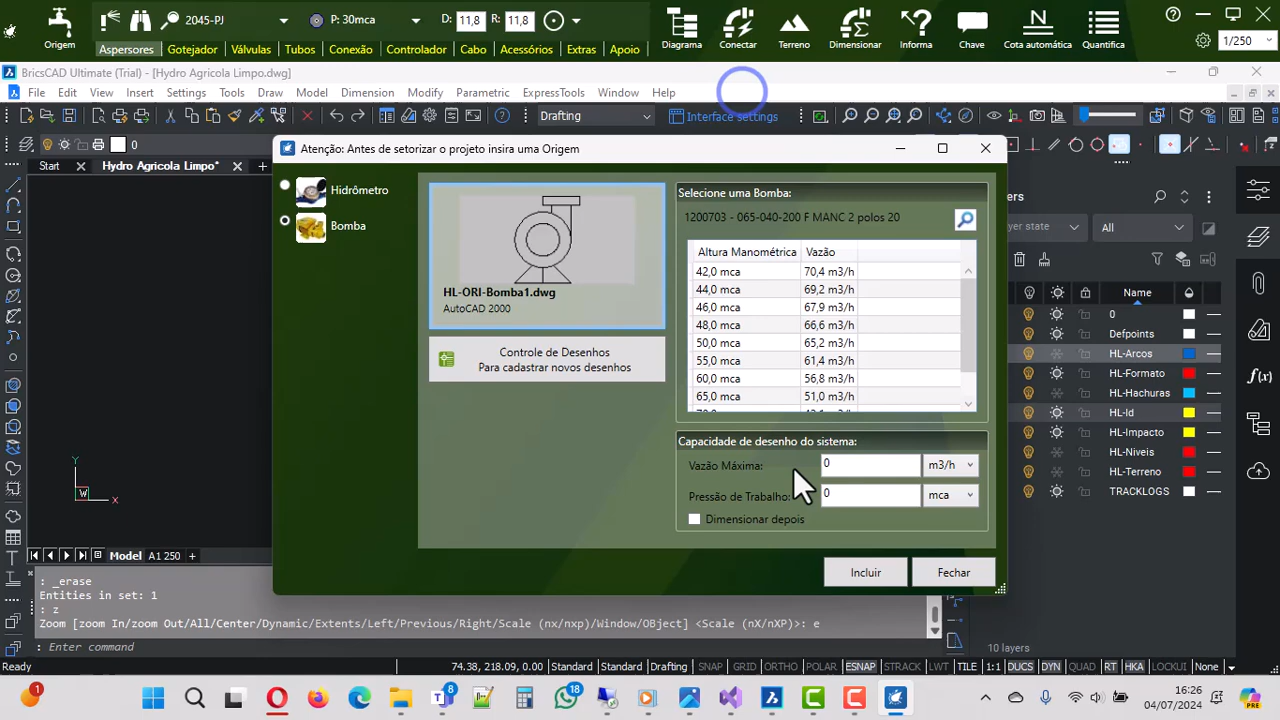 Origem
2045-PJ
P: 30mca
D: 11,8 R: 11,8
Diagrama Conectar Terreno Dimensionar Informa Chave Cota automática Quantifica
1/250
Aspersores Gotejador Válvulas Tubos Conexão Controlador Cabo Acessórios Extras Apoio
BricsCAD Ultimate (Trial) - [Hydro Agricola Limpo.dwg]
File Edit View Insert Settings Tools Draw Model Dimension Modify Parametric ExpressTools Window Help
Drafting
Interface settings
0
Start Hydro Agricola Limpo*
Atenção: Antes de setorizar o projeto insira uma Origem
Hidrômetro
Bomba
HL-ORI-Bomba1.dwg
AutoCAD 2000
Controle de Desenhos
Para cadastrar novos desenhos
Selecione uma Bomba:
1200703 - 065-040-200 F MANC 2 polos 20
Altura Manométrica Vazão
42,0 mca 70,4 m3/h
44,0 mca 69,2 m3/h
46,0 mca 67,9 m3/h
48,0 mca 66,6 m3/h
50,0 mca 65,2 m3/h
55,0 mca 61,4 m3/h
60,0 mca 56,8 m3/h
65,0 mca 51,0 m3/h
Capacidade de desenho do sistema:
Vazão Máxima: 0 m3/h
Pressão de Trabalho: 0 mca
Dimensionar depois
Incluir Fechar
ers
yer state All
Name
0
Defpoints
HL-Arcos
HL-Formato
HL-Hachuras
HL-Id
HL-Impacto
HL-Niveis
HL-Terreno
TRACKLOGS
10 layers
Y
W
X
Model A1 250
: _erase
Entities in set: 1
: z
Zoom [zoom In/zoom Out/All/Center/Dynamic/Extents/Left/Previous/Right/Scale (nx/nxp)/Window/OBject] <Scale (nX/nXP)>: e
: Enter command
Ready
74.38, 218.09, 0.00 Standard Standard Drafting SNAP GRID ORTHO POLAR ESNAP STRACK LWT TILE 1:1 DUCS DYN QUAD RT HKA LOCKUI None
1
8
18
16:26
04/07/2024
PRE